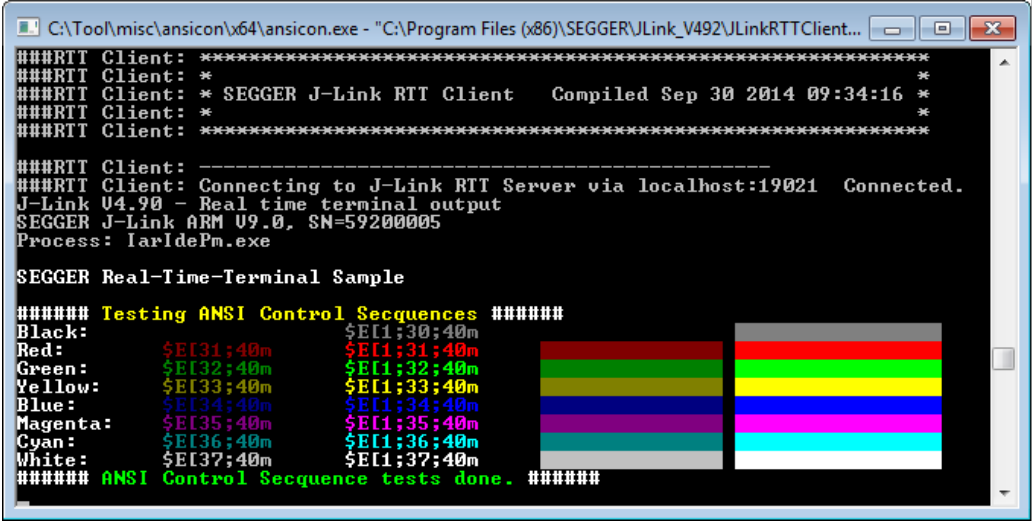 C:\Tool\misc\ansicon\x64\ansicon.exe - "C:\Program Files (x86)\SEGGER\JLink_V492\JLinkRTTClient...
###RTT Client: ************************************************************
###RTT Client: *                                                          *
###RTT Client: * SEGGER J-Link RTT Client   Compiled Sep 30 2014 09:34:16 *
###RTT Client: *                                                          *
###RTT Client: ************************************************************
###RTT Client: -----------------------------------------------
###RTT Client: Connecting to J-Link RTT Server via localhost:19021  Connected.
J-Link V4.90 - Real time terminal output
SEGGER J-Link ARM V9.0, SN=59200005
Process: IarIdePm.exe
SEGGER Real-Time-Terminal Sample
###### Testing ANSI Control Secquences ######
Black:                     $E[1;30;40m
Red:        $E[31;40m      $E[1;31;40m
Green:      $E[32;40m      $E[1;32;40m
Yellow:     $E[33;40m      $E[1;33;40m
Blue:       $E[34;40m      $E[1;34;40m
Magenta:    $E[35;40m      $E[1;35;40m
Cyan:       $E[36;40m      $E[1;36;40m
White:      $E[37;40m      $E[1;37;40m
###### ANSI Control Secquence tests done. ######